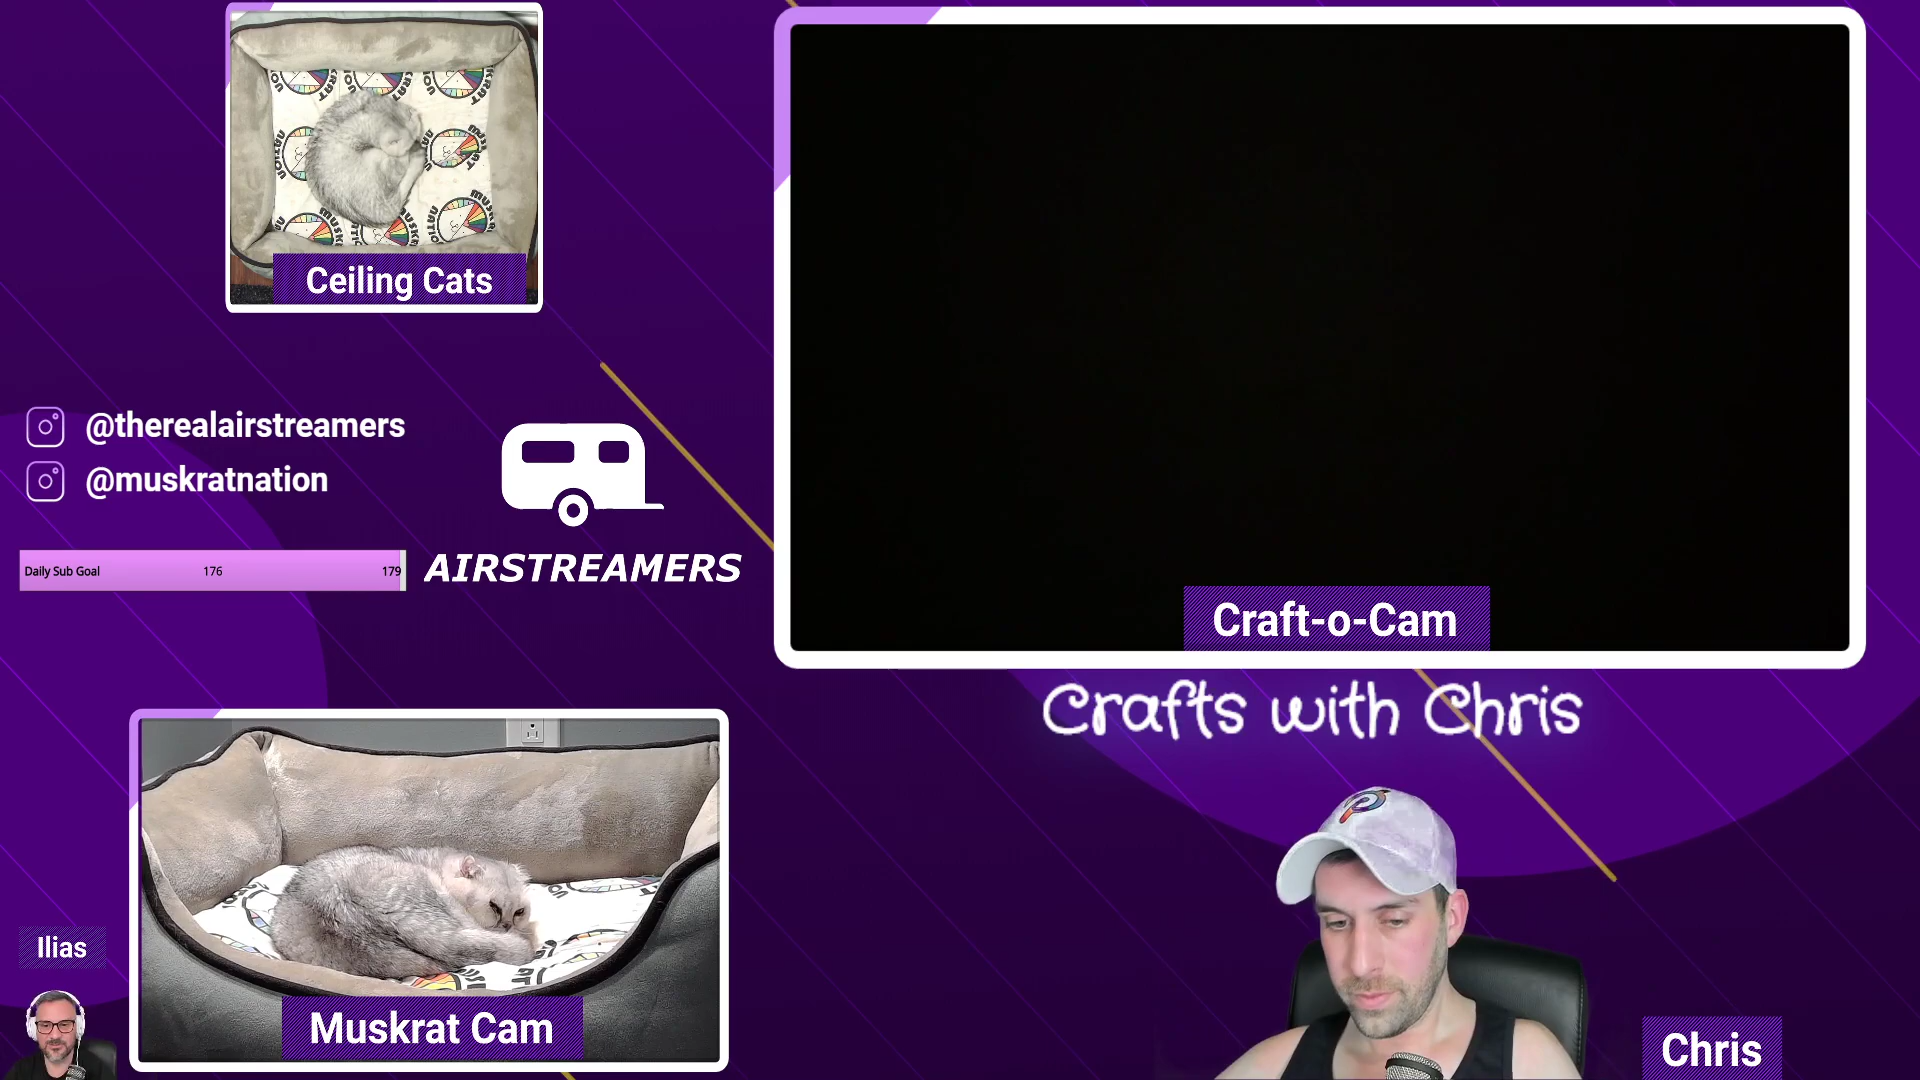 Ceiling Cats
@therealairstreamers
@muskratnation
Daily Sub Goal 176 179
AIRSTREAMERS
Craft-o-Cam
Crafts with Chris
Ilias
Muskrat Cam
Chris